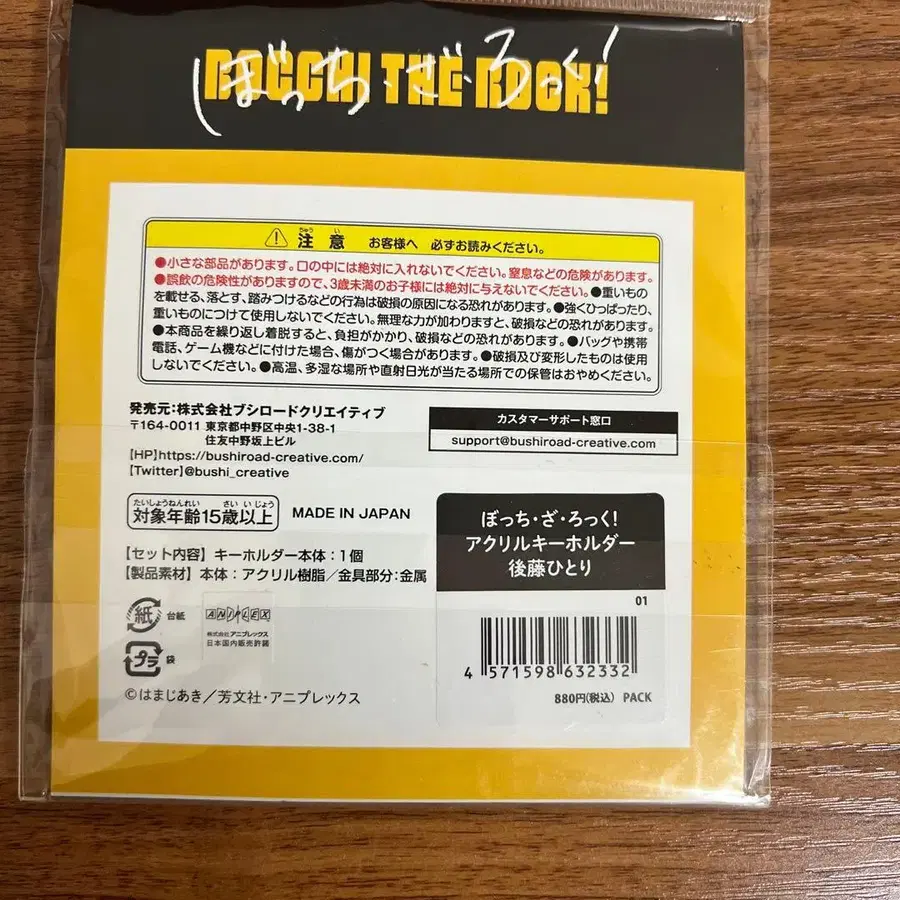 BOCCHI THE ROCK!
ぼっち・ざ・ろっく!
ちゅう い
注 意 お客様へ 必ずお読みください。
●小さな部品があります。口の中には絶対に入れないでください。窒息などの危険があります。
●誤飲の危険性がありますので、3歳未満のお子様には絶対に与えないでください。●重いもの
を載せる、落とす、踏みつけるなどの行為は破損の原因になる恐れがあります。●強くひっぱったり、
重いものにつけて使用しないでください。無理な力が加わりますと、破損などの恐れがあります。
●本商品を繰り返し着脱すると、負担がかかり、破損などの恐れがあります。●バッグや携帯
電話、ゲーム機などに付けた場合、傷がつく場合があります。●破損及び変形したものは使用
しないでください。●高温、多湿な場所や直射日光が当たる場所での保管はおやめください。
発売元:株式会社ブシロードクリエイティブ
〒164-0011 東京都中野区中央1-38-1
住友中野坂上ビル
【HP】https://bushiroad-creative.com/
【Twitter】@bushi_creative
カスタマーサポート窓口
support@bushiroad-creative.com
たいしょうねんれい さい いじょう
対象年齢15歳以上
MADE IN JAPAN
【セット内容】キーホルダー本体:1個
【製品素材】本体:アクリル樹脂/金具部分:金属
紙 台紙
プラ 袋
ANIPLEX
株式会社アニプレックス
日本国内販売許諾
©はまじあき/芳文社・アニプレックス
ぼっち・ざ・ろっく!
アクリルキーホルダー
後藤ひとり
01
4 571598 632332
880円(税込) PACK